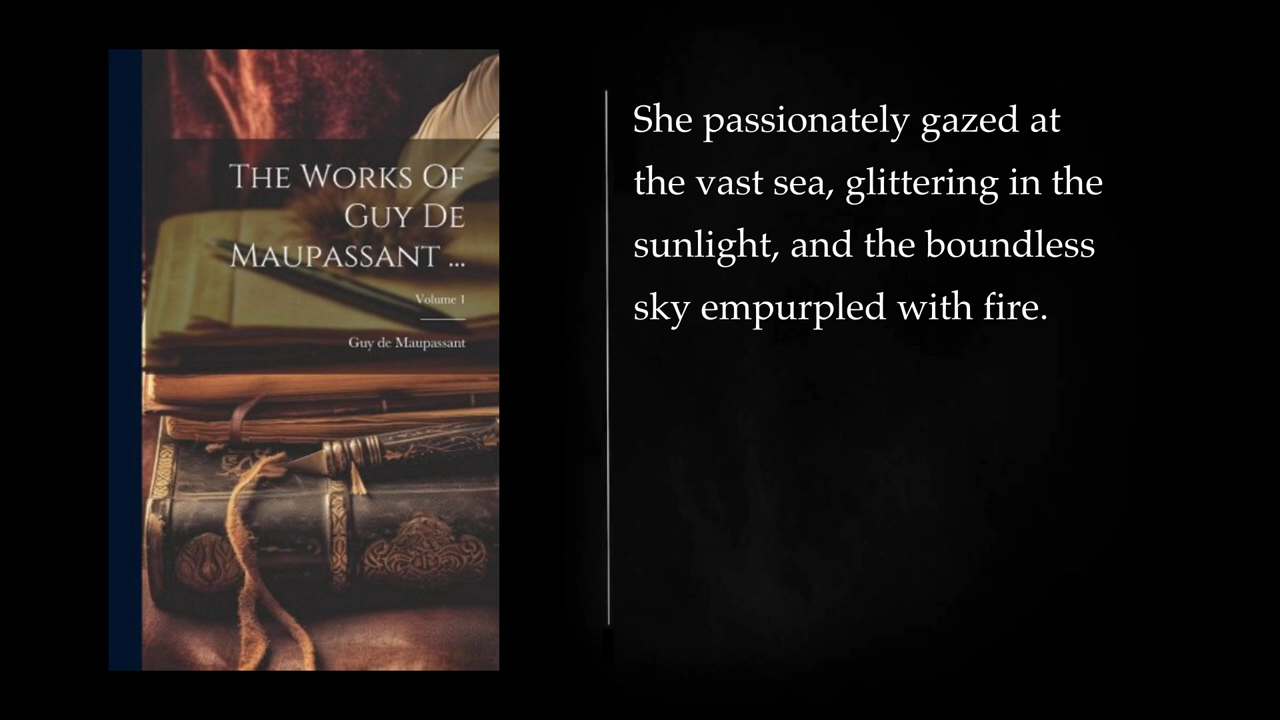 The Works Of
Guy De
Maupassant ...
Volume 1
Guy de Maupassant
She passionately gazed at
the vast sea, glittering in the
sunlight, and the boundless
sky empurpled with fire.